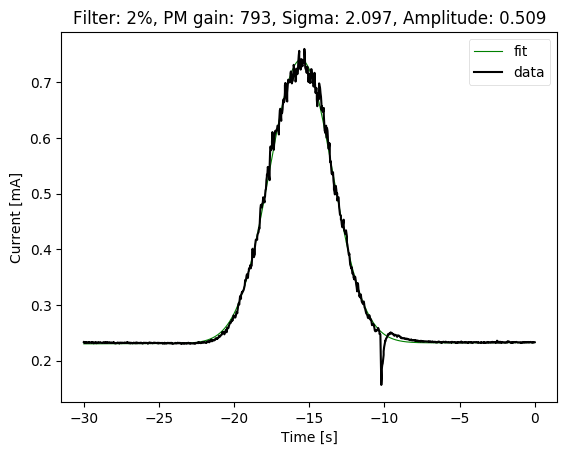 Filter: 2%, PM gain: 793, Sigma: 2.097, Amplitude: 0.509
fit
data
0.7
0.6
0.5
0.4
0.3
0.2
Current [mA]
−30
−25
−20
−15
−10
−5
0
Time [s]